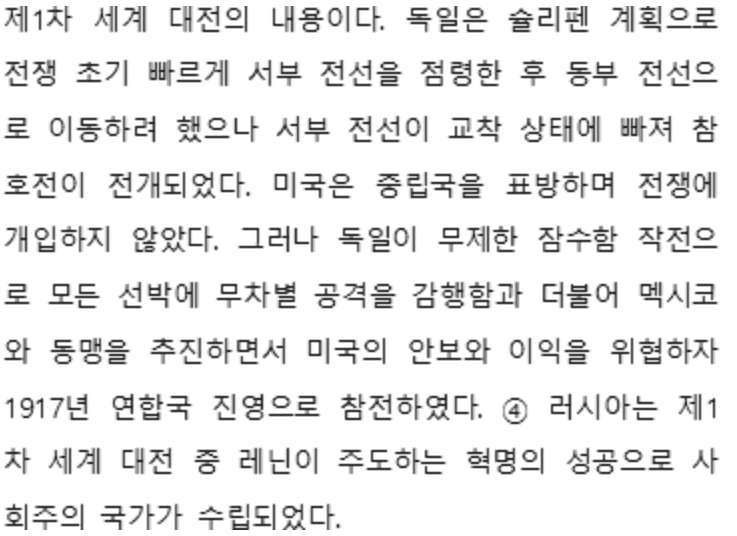 제1차 세계 대전의 내용이다. 독일은 슐리펜 계획으로
전쟁 초기 빠르게 서부 전선을 점령한 후 동부 전선으
로 이동하려 했으나 서부 전선이 교착 상태에 빠져 참
호전이 전개되었다. 미국은 중립국을 표방하며 전쟁에
개입하지 않았다. 그러나 독일이 무제한 잠수함 작전으
로 모든 선박에 무차별 공격을 감행함과 더불어 멕시코
와 동맹을 추진하면서 미국의 안보와 이익을 위협하자
1917년 연합국 진영으로 참전하였다. ④ 러시아는 제1
차 세계 대전 중 레닌이 주도하는 혁명의 성공으로 사
회주의 국가가 수립되었다.